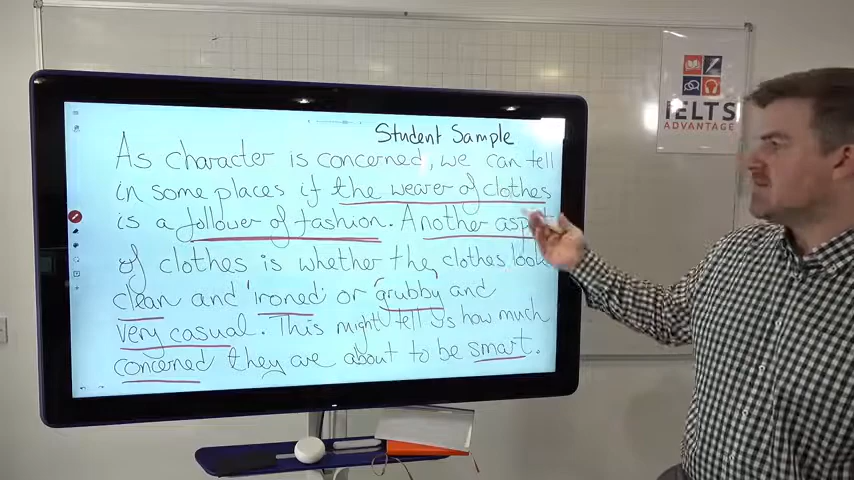 Student Sample
As character is concerned, we can tell
in some places if the wearer of clothes
is a follower of fashion. Another aspect
of clothes is whether the clothes look
clean and 'ironed' or 'grubby' and
very casual. This might tell us how much
concerned they are about to be smart.
IELTS
ADVANTAGE